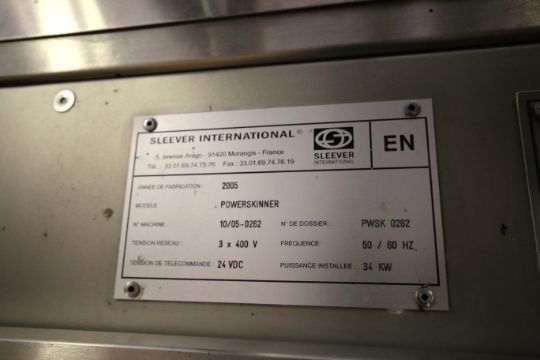 SLEEVER INTERNATIONAL®
5, avenue Arago - 91420 Morangis - France
Tél. : 33.01.69.74.75.76 Fax : 33.01.69.74.76.19
SLEEVER
INTERNATIONAL
EN
ANNEE DE FABRICATION : 2005
MODELE : POWERSKINNER
N° MACHINE : 10/05-0262 N° DE DOSSIER : PWSK 0262
TENSION RESEAU : 3 x 400 V FREQUENCE : 50 / 60 HZ
TENSION DE TELECOMMANDE : 24 VDC PUISSANCE INSTALLEE : 34 KW